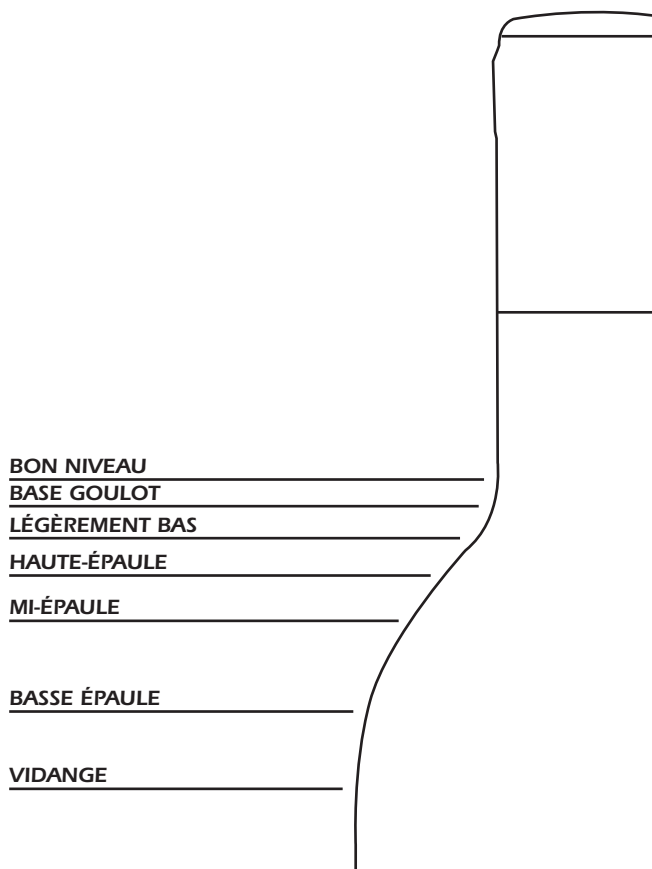 BON NIVEAU
BASE GOULOT
LÉGÈREMENT BAS
HAUTE-ÉPAULE
MI-ÉPAULE
BASSE ÉPAULE
VIDANGE